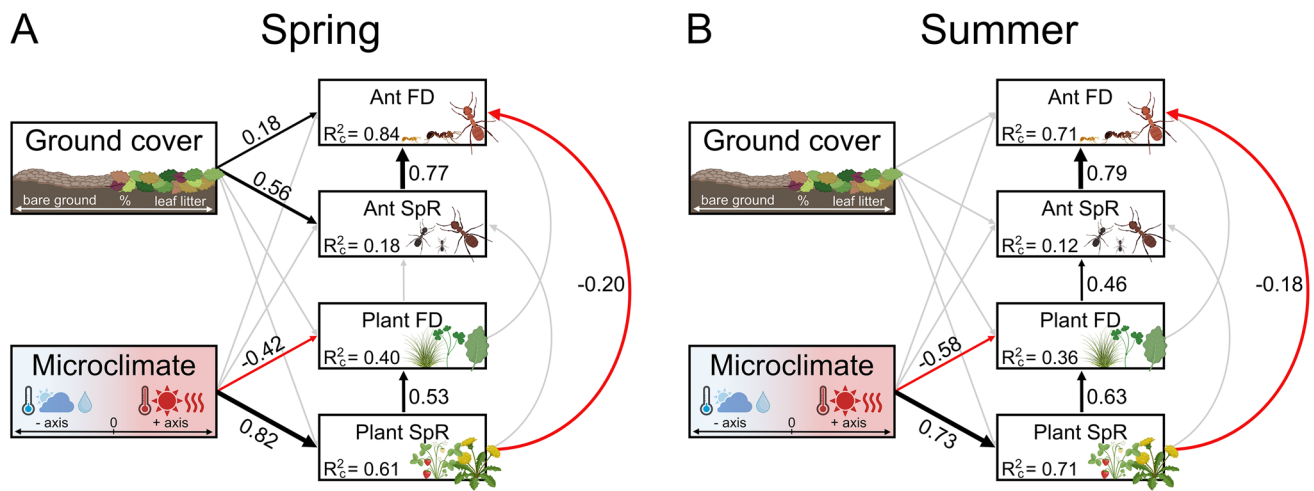 A
Spring
Ant FD
R²c = 0.84
0.18
Ground cover
bare ground % leaf litter
0.56
0.77
Ant SpR
R²c = 0.18
-0.20
Plant FD
R²c = 0.40
-0.42
Microclimate
- axis 0 + axis
0.53
0.82
Plant SpR
R²c = 0.61
B
Summer
Ant FD
R²c = 0.71
Ground cover
bare ground % leaf litter
0.79
Ant SpR
R²c = 0.12
0.46
-0.18
Plant FD
R²c = 0.36
-0.58
Microclimate
- axis 0 + axis
0.63
0.73
Plant SpR
R²c = 0.71